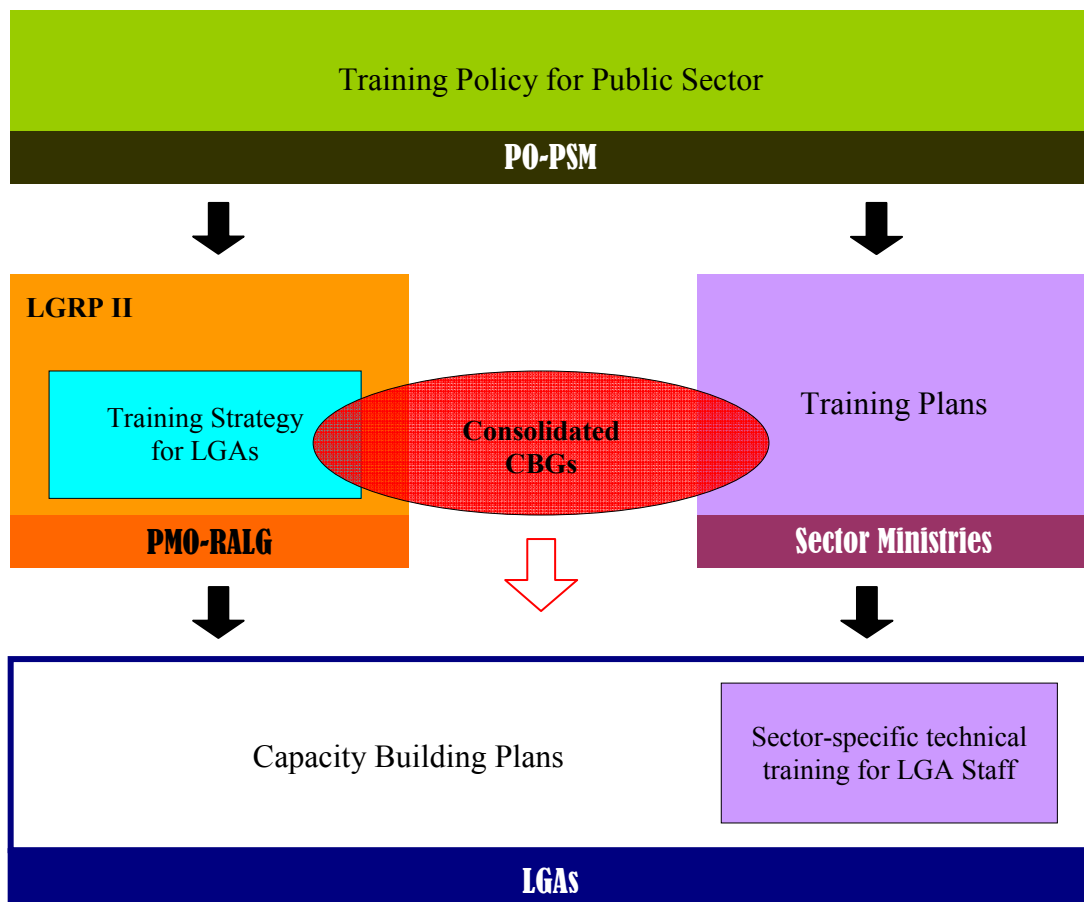 Training Policy for Public Sector
PO-PSM
LGRP II
Training Strategy
for LGAs
PMO-RALG
Consolidated
CBGs
Training Plans
Sector Ministries
Capacity Building Plans
Sector-specific technical
training for LGA Staff
LGAs